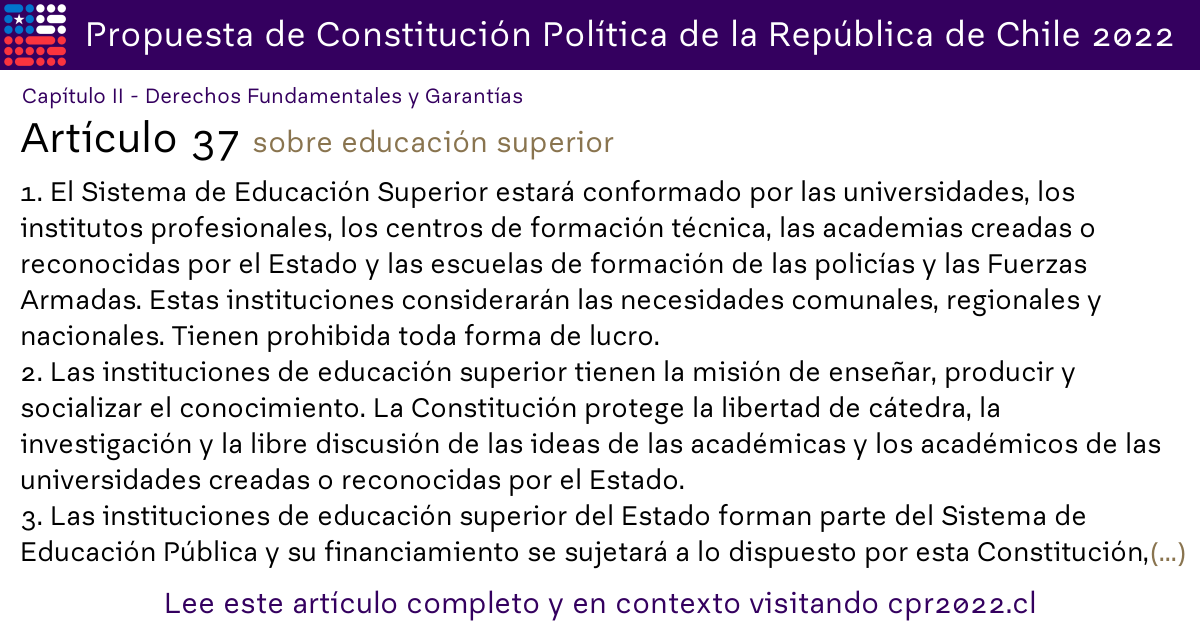 Propuesta de Constitución Política de la República de Chile 2022
Capítulo II - Derechos Fundamentales y Garantías
Artículo 37 sobre educación superior
1. El Sistema de Educación Superior estará conformado por las universidades, los
institutos profesionales, los centros de formación técnica, las academias creadas o
reconocidas por el Estado y las escuelas de formación de las policías y las Fuerzas
Armadas. Estas instituciones considerarán las necesidades comunales, regionales y
nacionales. Tienen prohibida toda forma de lucro.
2. Las instituciones de educación superior tienen la misión de enseñar, producir y
socializar el conocimiento. La Constitución protege la libertad de cátedra, la
investigación y la libre discusión de las ideas de las académicas y los académicos de las
universidades creadas o reconocidas por el Estado.
3. Las instituciones de educación superior del Estado forman parte del Sistema de
Educación Pública y su financiamiento se sujetará a lo dispuesto por esta Constitución,(...)
Lee este artículo completo y en contexto visitando cpr2022.cl